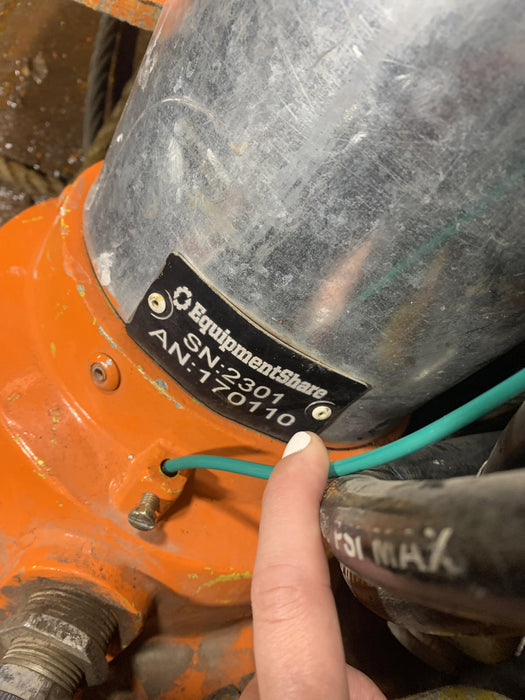 EquipmentShare
SN:2301
AN:170110
PSI MAX